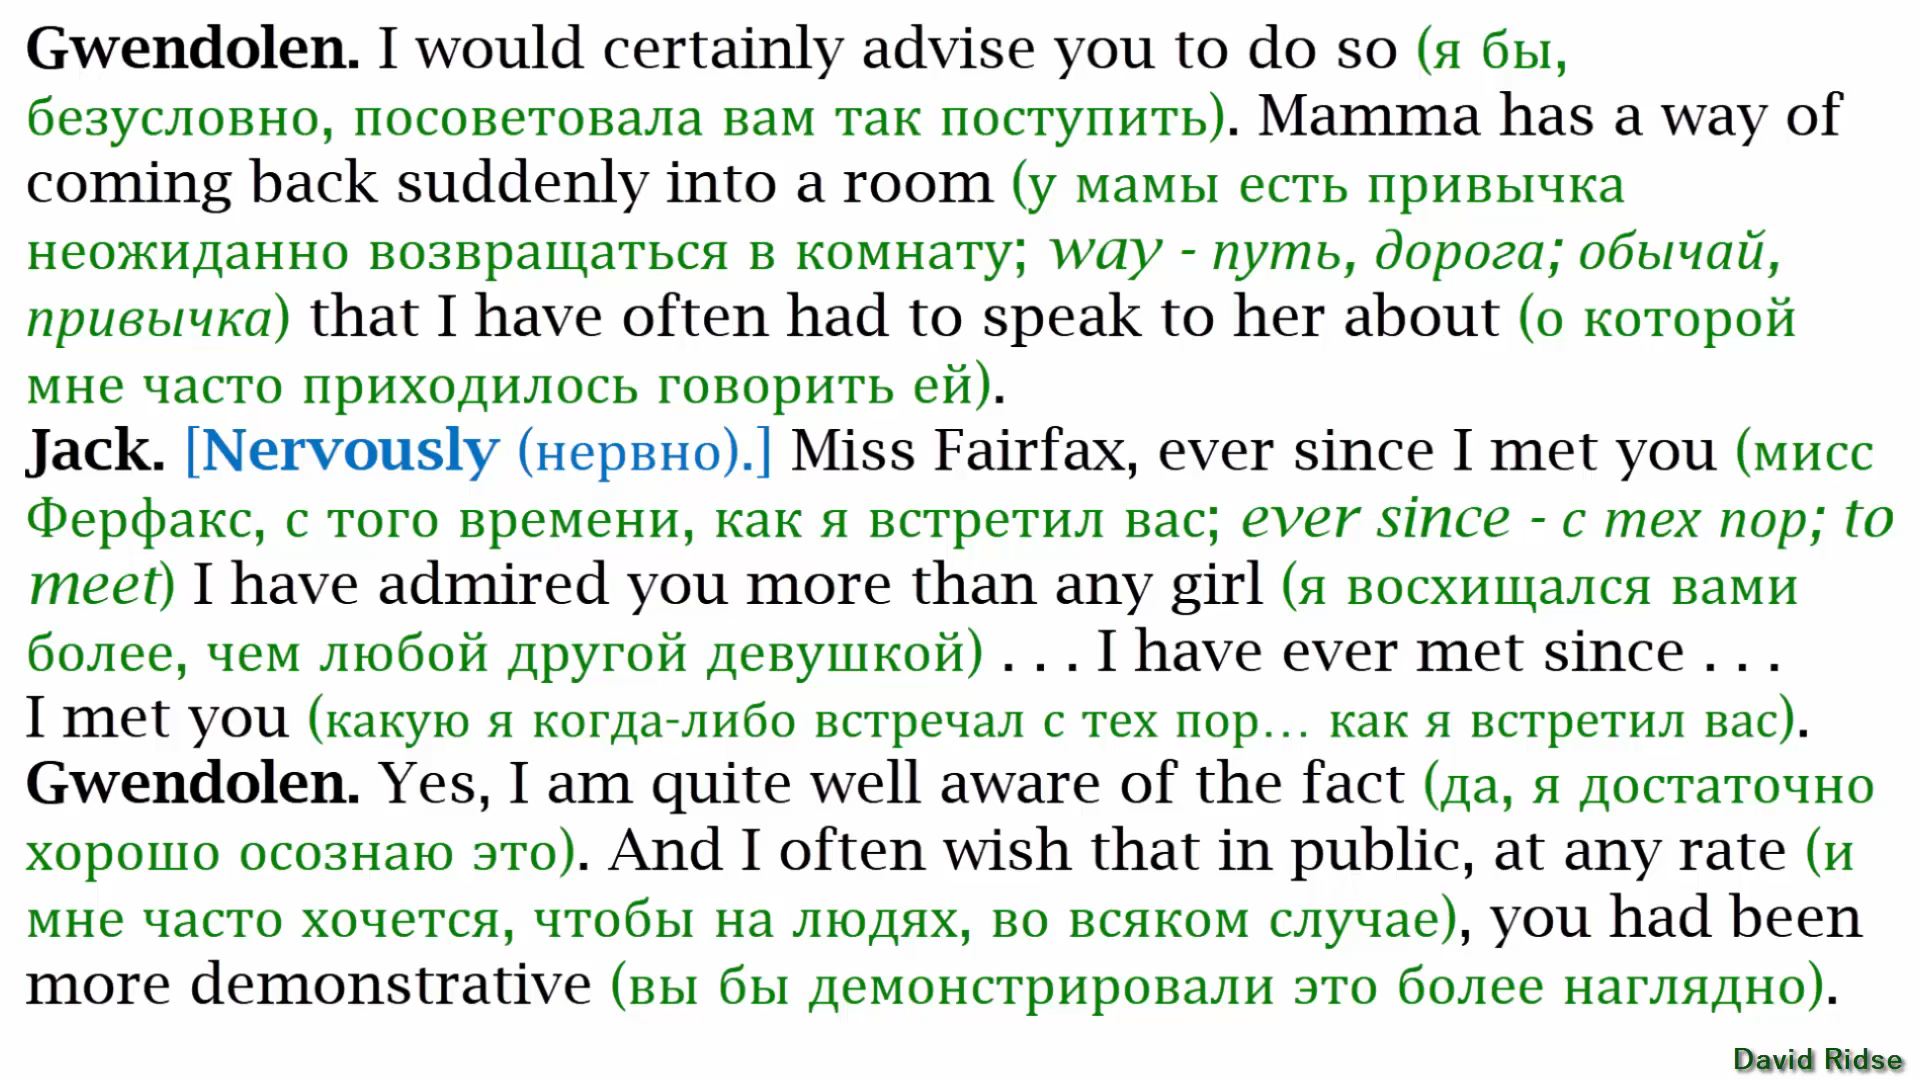 Gwendolen. I would certainly advise you to do so (я бы,
безусловно, посоветовала вам так поступить). Mamma has a way of
coming back suddenly into a room (у мамы есть привычка
неожиданно возвращаться в комнату; way - путь, дорога; обычай,
привычка) that I have often had to speak to her about (о которой
мне часто приходилось говорить ей).
Jack. [Nervously (нервно).] Miss Fairfax, ever since I met you (мисс
Ферфакс, с того времени, как я встретил вас; ever since - с тех пор; to
meet) I have admired you more than any girl (я восхищался вами
более, чем любой другой девушкой) . . . I have ever met since . . .
I met you (какую я когда-либо встречал с тех пор… как я встретил вас).
Gwendolen. Yes, I am quite well aware of the fact (да, я достаточно
хорошо осознаю это). And I often wish that in public, at any rate (и
мне часто хочется, чтобы на людях, во всяком случае), you had been
more demonstrative (вы бы демонстрировали это более наглядно).
David Ridse